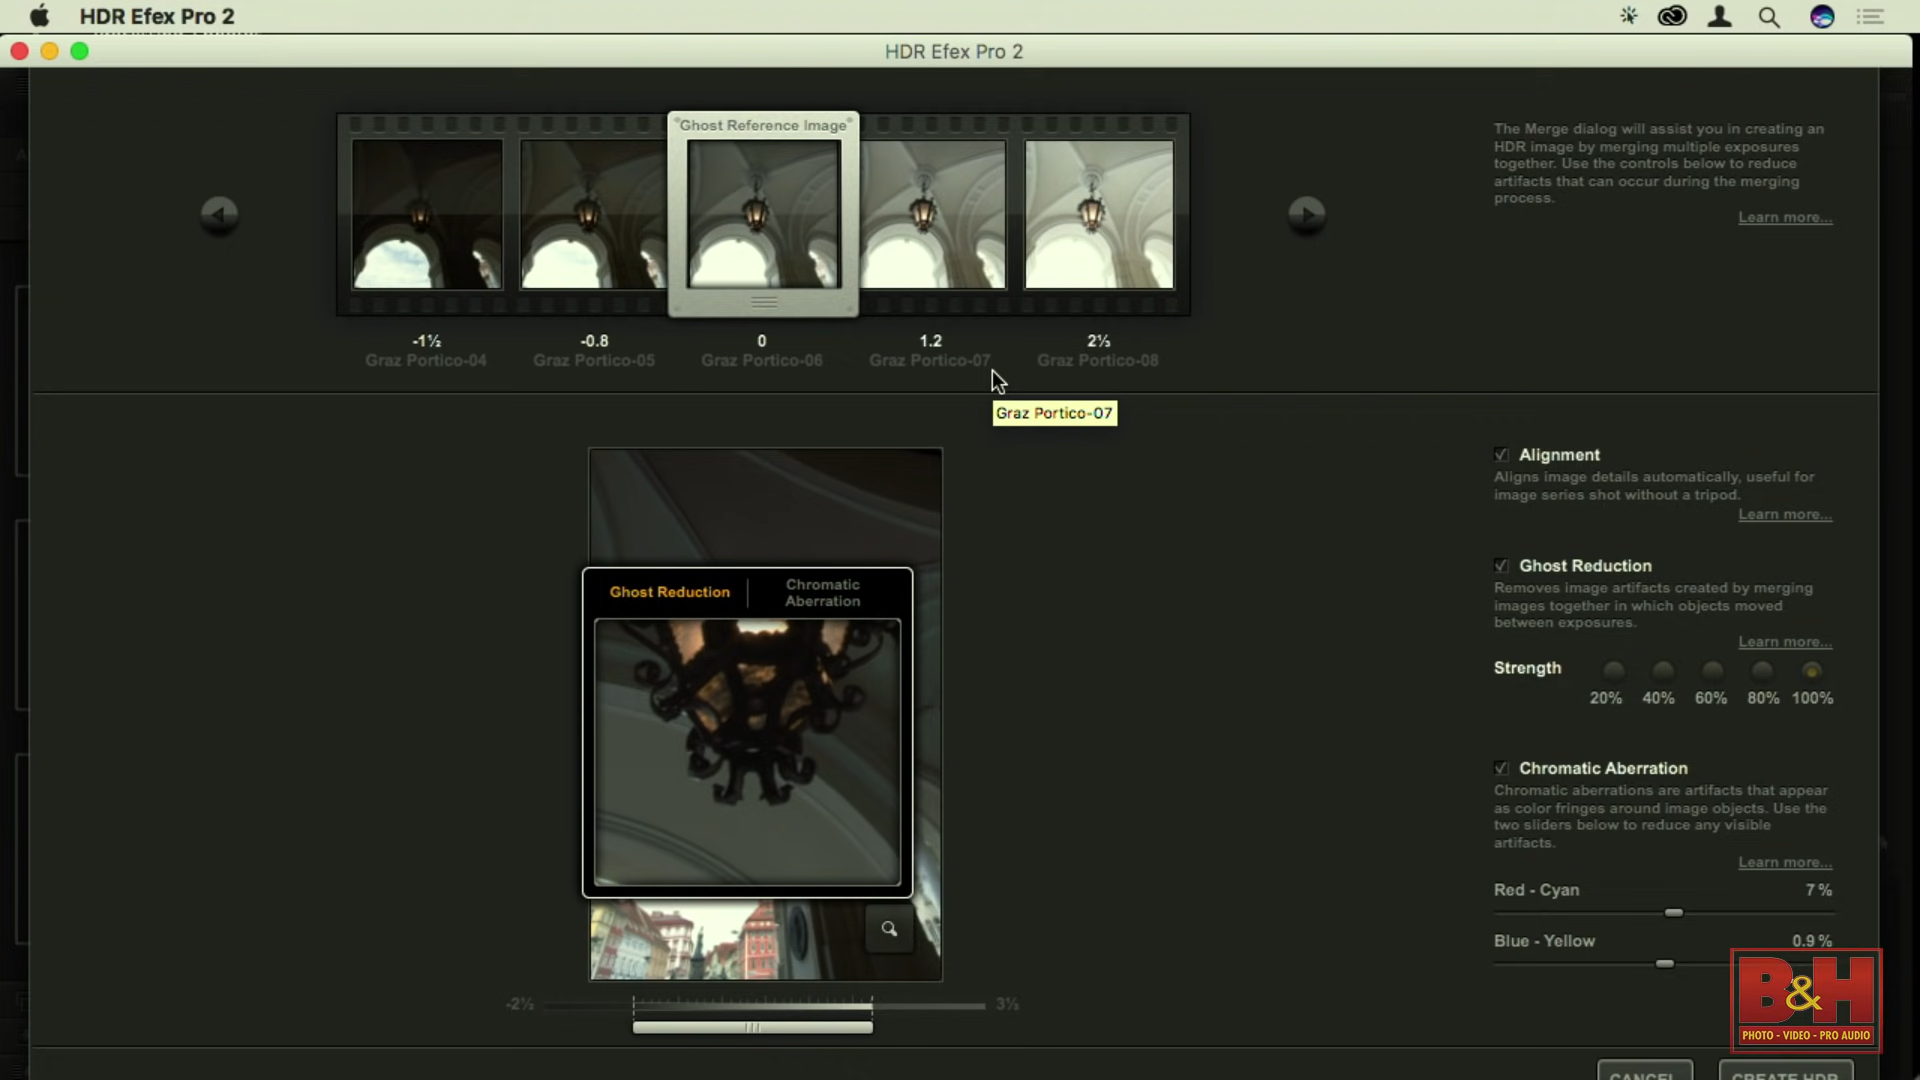 HDR Efex Pro 2
HDR Efex Pro 2
Ghost Reference Image
The Merge dialog will assist you in creating an
HDR image by merging multiple exposures
together. Use the controls below to reduce
artifacts that can occur during the merging
process.
Learn more...
-1½ -0.8 0 1.2 2⅓
Graz Portico-04 Graz Portico-05 Graz Portico-06 Graz Portico-07 Graz Portico-08
Graz Portico-07
Alignment
Aligns image details automatically, useful for
image series shot without a tripod.
Learn more...
Ghost Reduction
Removes image artifacts created by merging
images together in which objects moved
between exposures.
Learn more...
Strength
20% 40% 60% 80% 100%
Ghost Reduction
Chromatic
Aberration
Chromatic Aberration
Chromatic aberrations are artifacts that appear
as color fringes around image objects. Use the
two sliders below to reduce any visible
artifacts.
Learn more...
Red - Cyan 7 %
Blue - Yellow 0.9 %
-2½ 3⅓
B&H
PHOTO - VIDEO - PRO AUDIO
CANCEL CREATE HDR